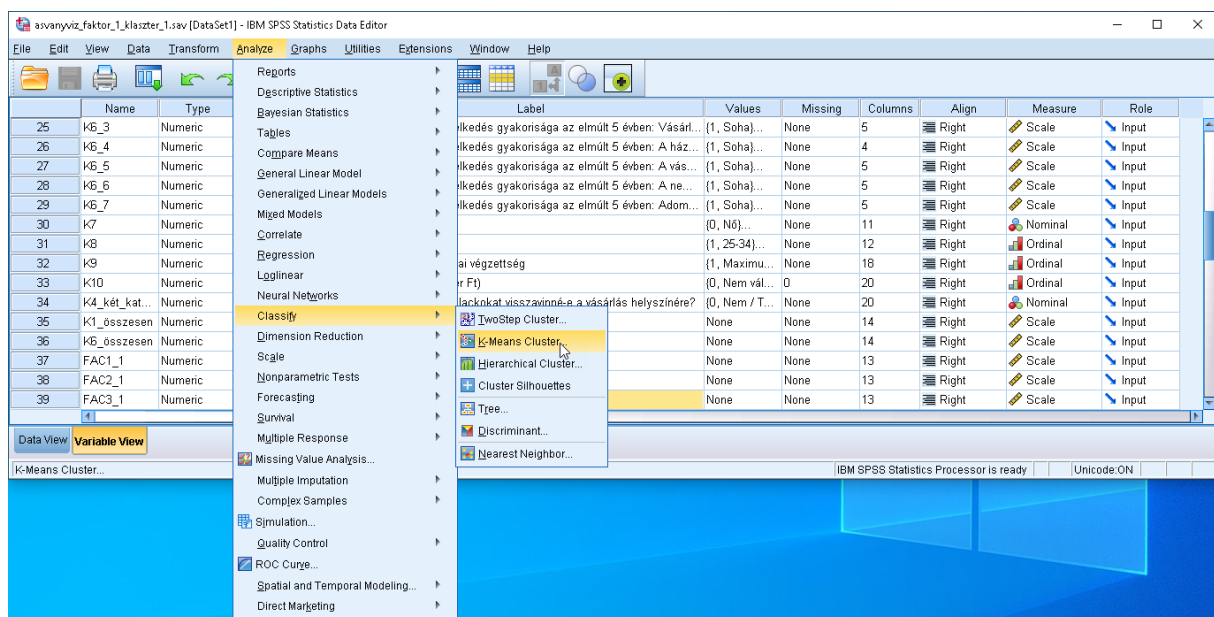 asvanyviz_faktor_1_klaszter_1.sav [DataSet1] - IBM SPSS Statistics Data Editor
File Edit View Data Transform Analyze Graphs Utilities Extensions Window Help
Name Type Label Values Missing Columns Align Measure Role
25 K6_3 Numeric elkedés gyakorisága az elmúlt 5 évben: Vásárl... {1, Soha}... None 5 Right Scale Input
26 K6_4 Numeric elkedés gyakorisága az elmúlt 5 évben: A ház... {1, Soha}... None 4 Right Scale Input
27 K6_5 Numeric elkedés gyakorisága az elmúlt 5 évben: A vás... {1, Soha}... None 5 Right Scale Input
28 K6_6 Numeric elkedés gyakorisága az elmúlt 5 évben: A ne... {1, Soha}... None 5 Right Scale Input
29 K6_7 Numeric elkedés gyakorisága az elmúlt 5 évben: Adom... {1, Soha}... None 5 Right Scale Input
30 K7 Numeric {0, Nő}... None 11 Right Nominal Input
31 K8 Numeric {1, 25-34}... None 12 Right Ordinal Input
32 K9 Numeric ai végzettség {1, Maximu... None 18 Right Ordinal Input
33 K10 Numeric er Ft) {0, Nem vál... 0 20 Right Ordinal Input
34 K4_két_kat... Numeric lackokat visszavinné-e a vásárlás helyszínére? {0, Nem / T... None 20 Right Nominal Input
35 K1_összesen Numeric None None 14 Right Scale Input
36 K6_összesen Numeric None None 14 Right Scale Input
37 FAC1_1 Numeric None None 13 Right Scale Input
38 FAC2_1 Numeric None None 13 Right Scale Input
39 FAC3_1 Numeric None None 13 Right Scale Input
Reports
Descriptive Statistics
Bayesian Statistics
Tables
Compare Means
General Linear Model
Generalized Linear Models
Mixed Models
Correlate
Regression
Loglinear
Neural Networks
Classify
Dimension Reduction
Scale
Nonparametric Tests
Forecasting
Survival
Multiple Response
Missing Value Analysis...
Multiple Imputation
Complex Samples
Simulation...
Quality Control
ROC Curve...
Spatial and Temporal Modeling...
Direct Marketing
TwoStep Cluster...
K-Means Cluster...
Hierarchical Cluster...
Cluster Silhouettes
Tree...
Discriminant...
Nearest Neighbor...
Data View Variable View
K-Means Cluster... IBM SPSS Statistics Processor is ready Unicode:ON